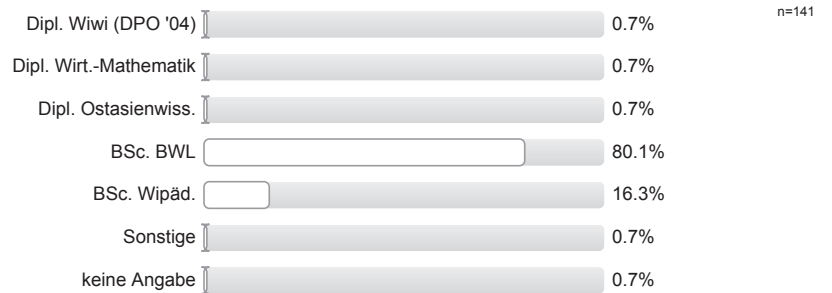 n=141
Dipl. Wiwi (DPO '04) 0.7%
Dipl. Wirt.-Mathematik 0.7%
Dipl. Ostasienwiss. 0.7%
BSc. BWL 80.1%
BSc. Wipäd. 16.3%
Sonstige 0.7%
keine Angabe 0.7%